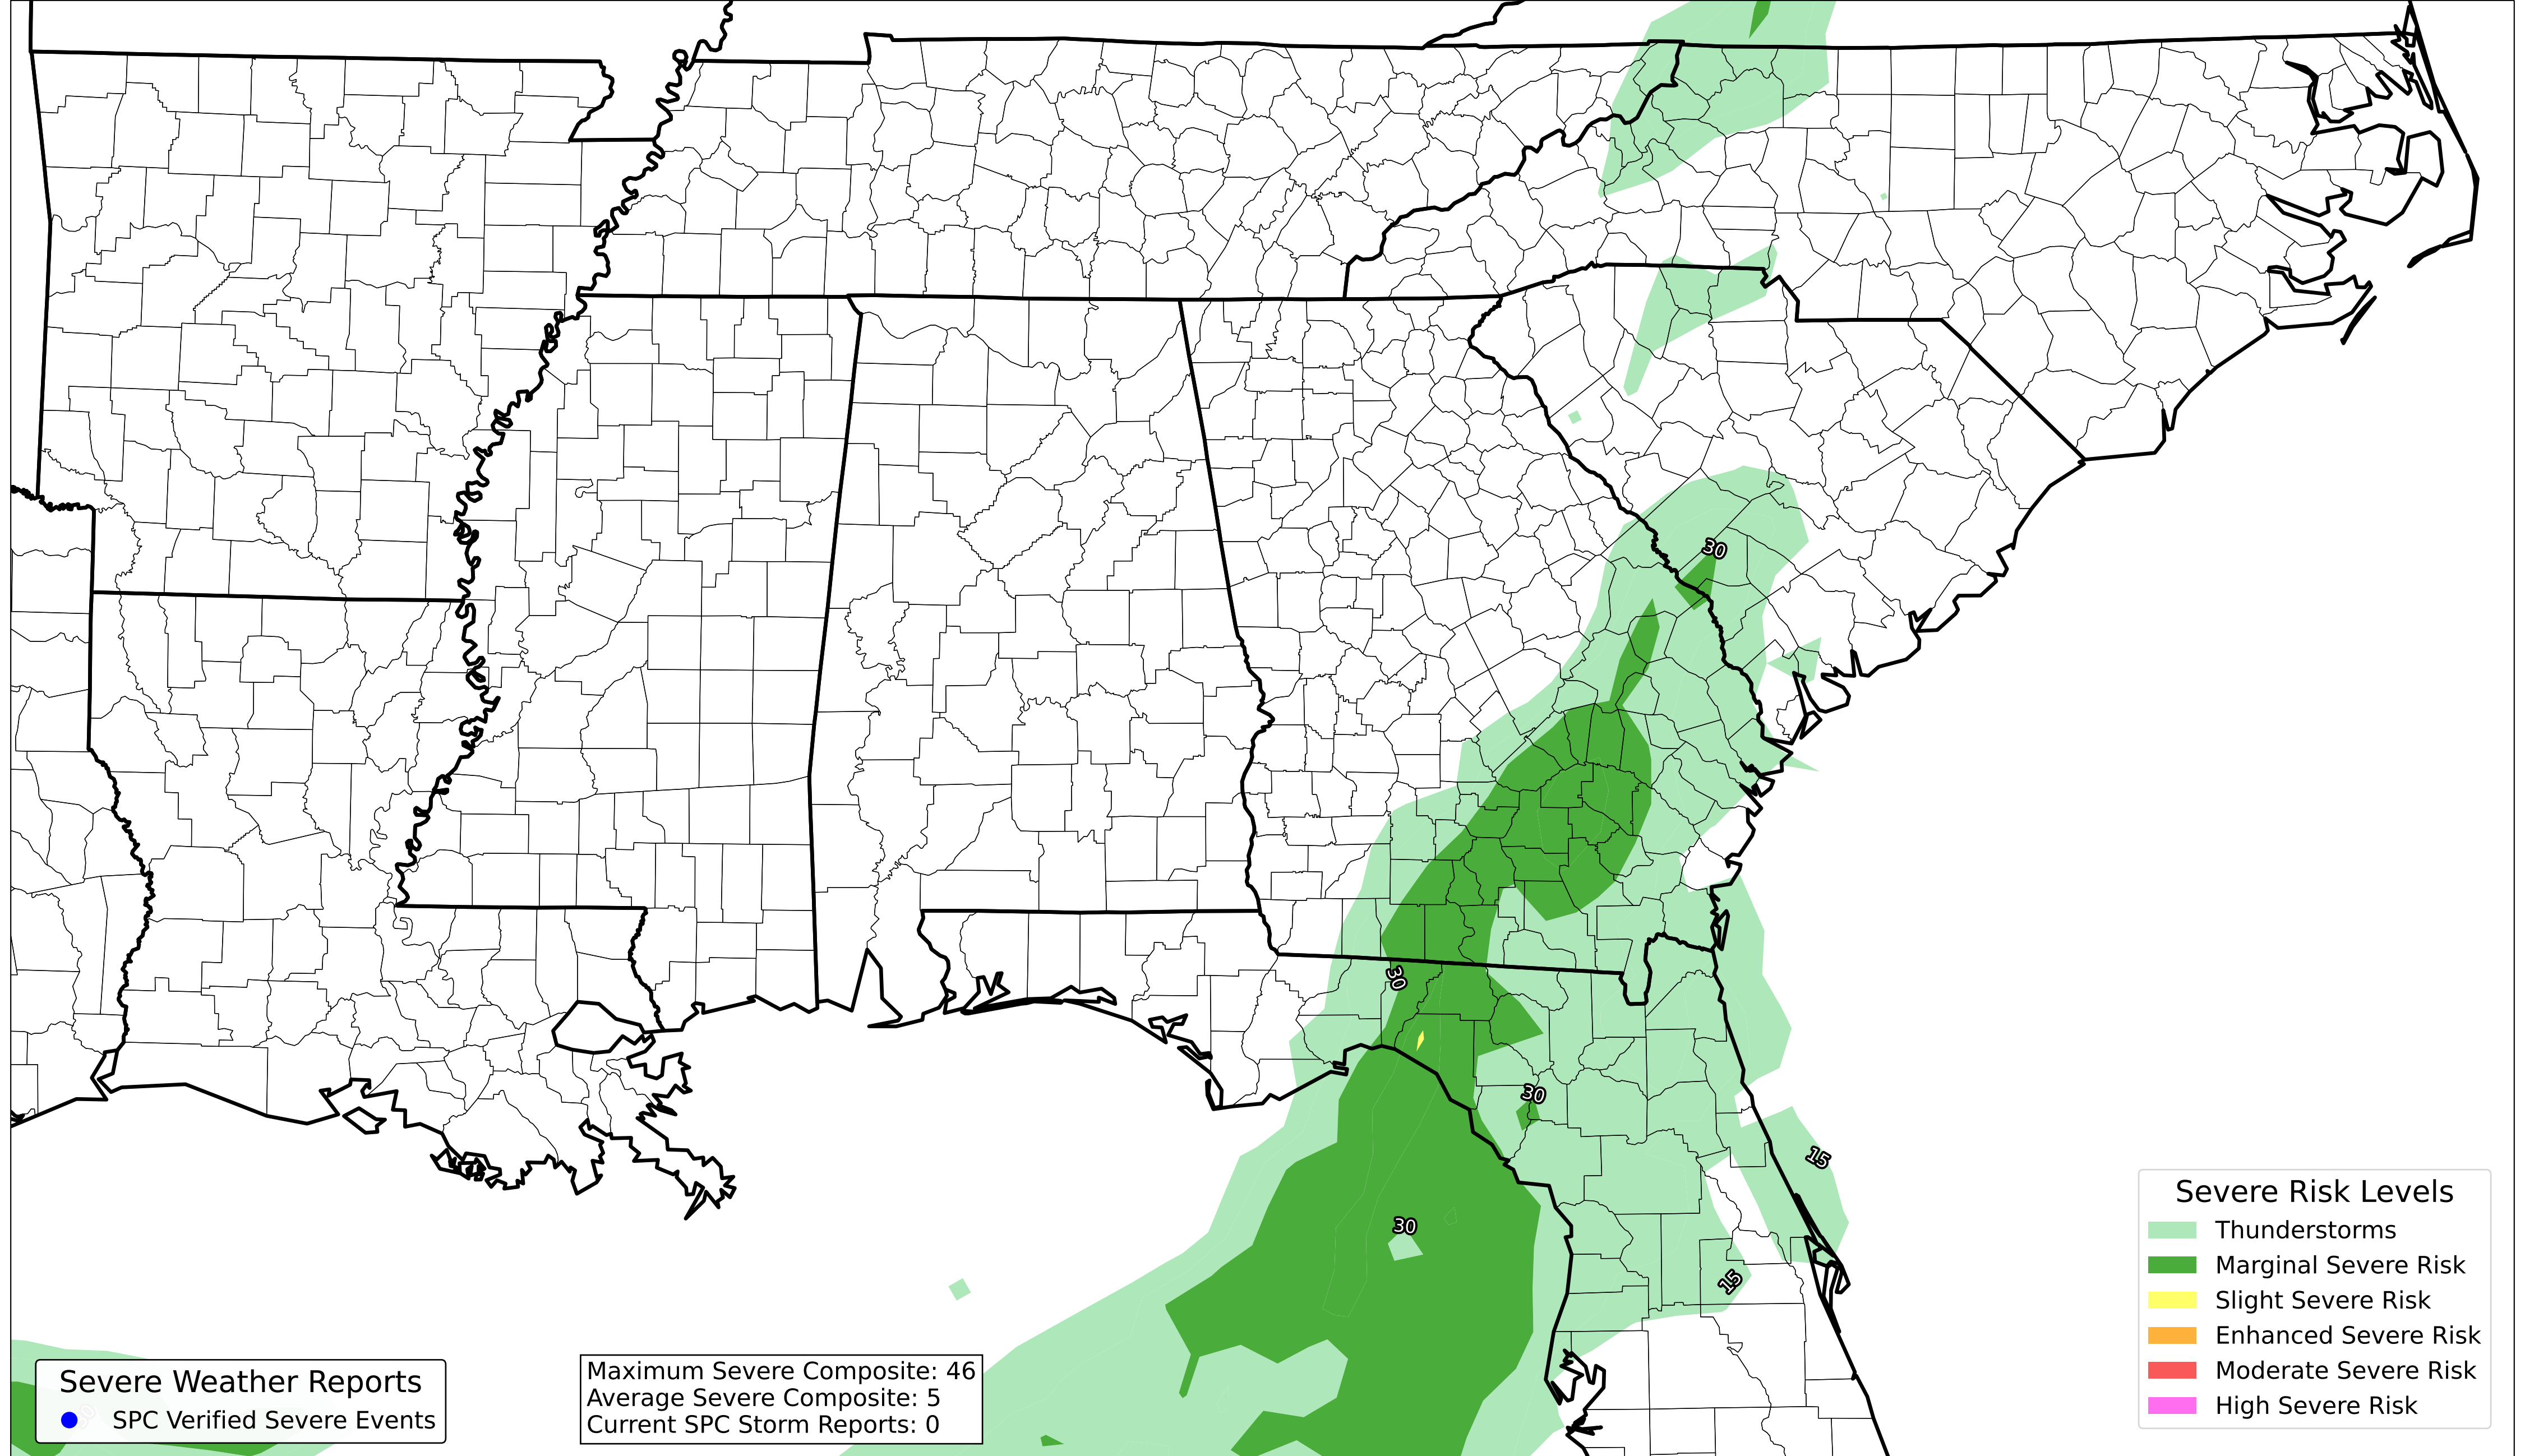 30
30
30
15
30
15
Severe Risk Levels
Thunderstorms
Marginal Severe Risk
Slight Severe Risk
Enhanced Severe Risk
Moderate Severe Risk
High Severe Risk
Severe Weather Reports
SPC Verified Severe Events
Maximum Severe Composite: 46
Average Severe Composite: 5
Current SPC Storm Reports: 0